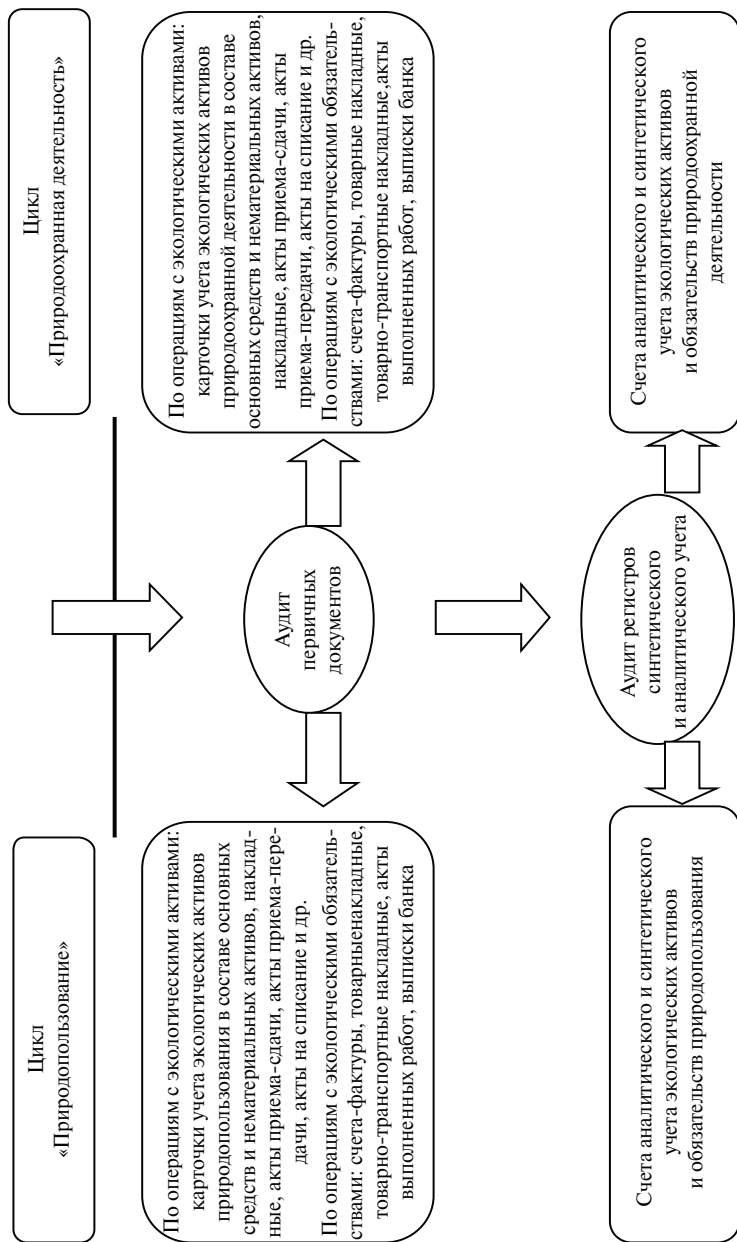 Цикл
«Природопользование»
Цикл
«Природоохранная деятельность»
По операциям с экологическими активами:
карточки учета экологических активов
природопользования в составе основных
средств и нематериальных активов, наклад-
ные, акты приема-сдачи, акты приема-пере-
дачи, акты на списание и др.
По операциям с экологическими обязатель-
ствами: счета-фактуры, товарныенакладные,
товарно-транспортные накладные, акты
выполненных работ, выписки банка
Аудит
первичных
документов
По операциям с экологическими активами:
карточки учета экологических активов
природоохранной деятельности в составе
основных средств и нематериальных активов,
накладные, акты приема-сдачи, акты
приема-передачи, акты на списание и др.
По операциям с экологическими обязатель-
ствами: счета-фактуры, товарные накладные,
товарно-транспортные накладные,акты
выполненных работ, выписки банка
Счета аналитического и синтетического
учета экологических активов
и обязательств природопользования
Аудит регистров
синтетического
и аналитического учета
Счета аналитического и синтетического
учета экологических активов
и обязательств природоохранной
деятельности